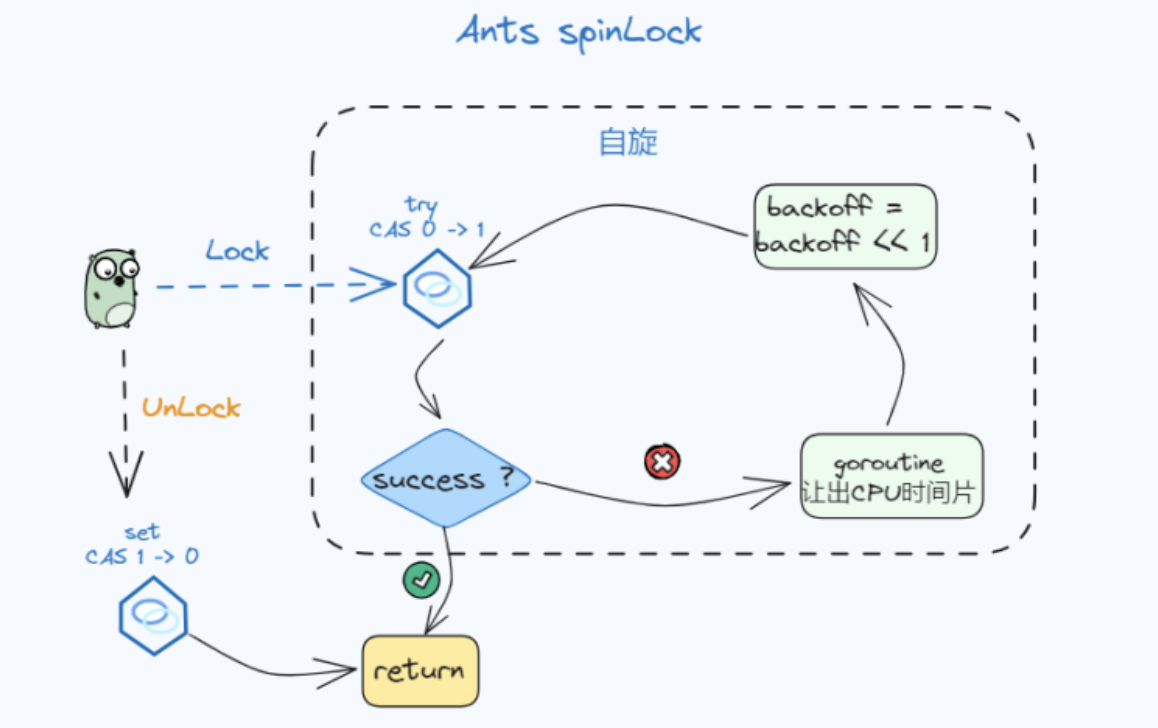 Ants spinLock
自旋
try
CAS 0 -> 1
backoff =
backoff << 1
Lock
UnLock
success ?
goroutine
让出CPU时间片
set
CAS 1 -> 0
return